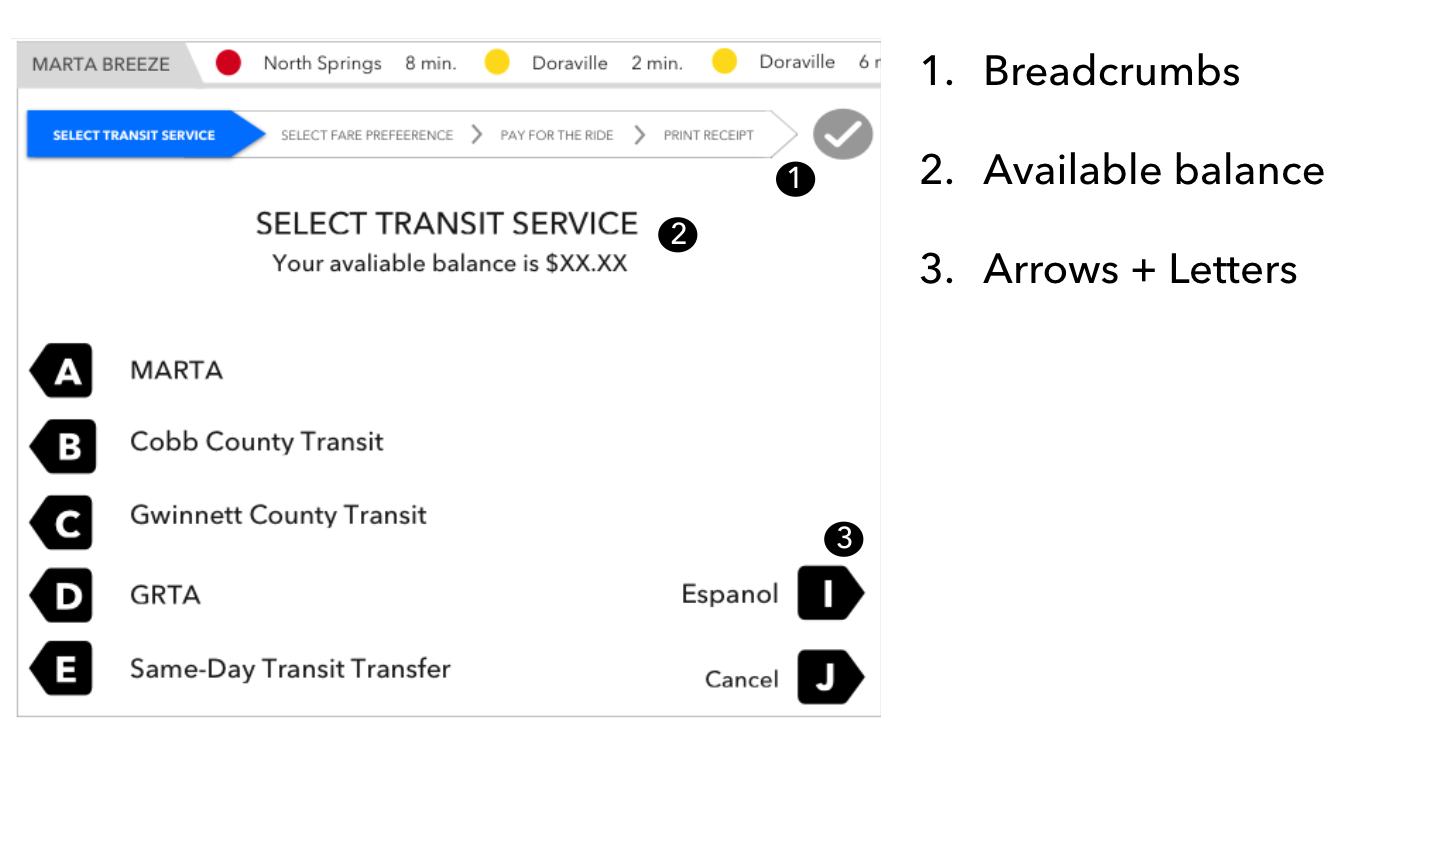 MARTA BREEZE North Springs 8 min. Doraville 2 min. Doraville 6
SELECT TRANSIT SERVICE SELECT FARE PREFEERENCE PAY FOR THE RIDE PRINT RECEIPT
1
SELECT TRANSIT SERVICE 2
Your avaliable balance is $XX.XX
A MARTA
B Cobb County Transit
C Gwinnett County Transit
3
D GRTA
Espanol I
E Same-Day Transit Transfer
Cancel J
1. Breadcrumbs
2. Available balance
3. Arrows + Letters